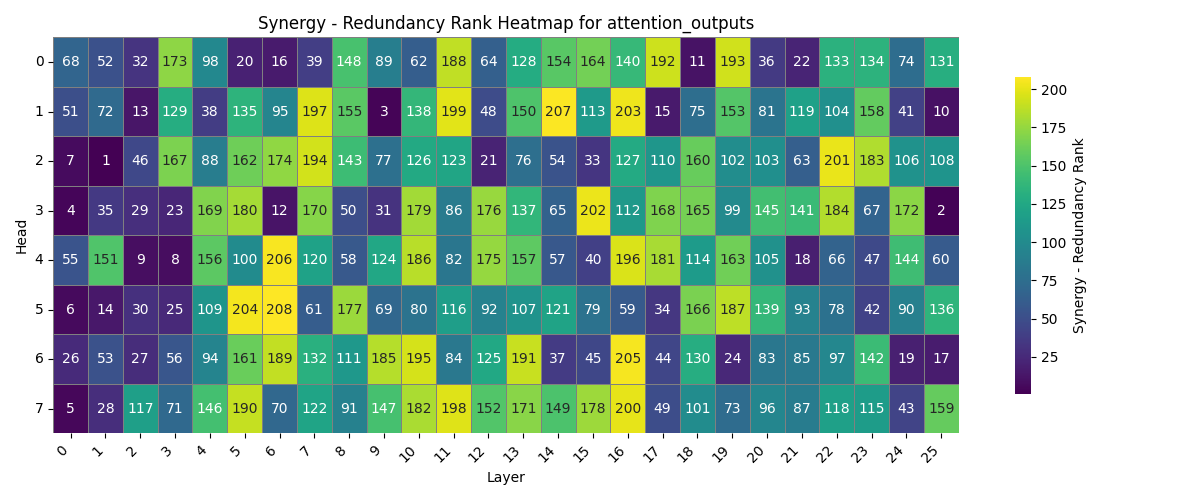 Synergy - Redundancy Rank Heatmap for attention_outputs
Head
0 68 52 32 173 98 20 16 39 148 89 62 188 64 128 154 164 140 192 11 193 36 22 133 134 74 131
1 51 72 13 129 38 135 95 197 155 3 138 199 48 150 207 113 203 15 75 153 81 119 104 158 41 10
2 7 1 46 167 88 162 174 194 143 77 126 123 21 76 54 33 127 110 160 102 103 63 201 183 106 108
3 4 35 29 23 169 180 12 170 50 31 179 86 176 137 65 202 112 168 165 99 145 141 184 67 172 2
4 55 151 9 8 156 100 206 120 58 124 186 82 175 157 57 40 196 181 114 163 105 18 66 47 144 60
5 6 14 30 25 109 204 208 61 177 69 80 116 92 107 121 79 59 34 166 187 139 93 78 42 90 136
6 26 53 27 56 94 161 189 132 111 185 195 84 125 191 37 45 205 44 130 24 83 85 97 142 19 17
7 5 28 117 71 146 190 70 122 91 147 182 198 152 171 149 178 200 49 101 73 96 87 118 115 43 159
0 1 2 3 4 5 6 7 8 9 10 11 12 13 14 15 16 17 18 19 20 21 22 23 24 25
Layer
200
175
150
125
100
75
50
25
Synergy - Redundancy Rank